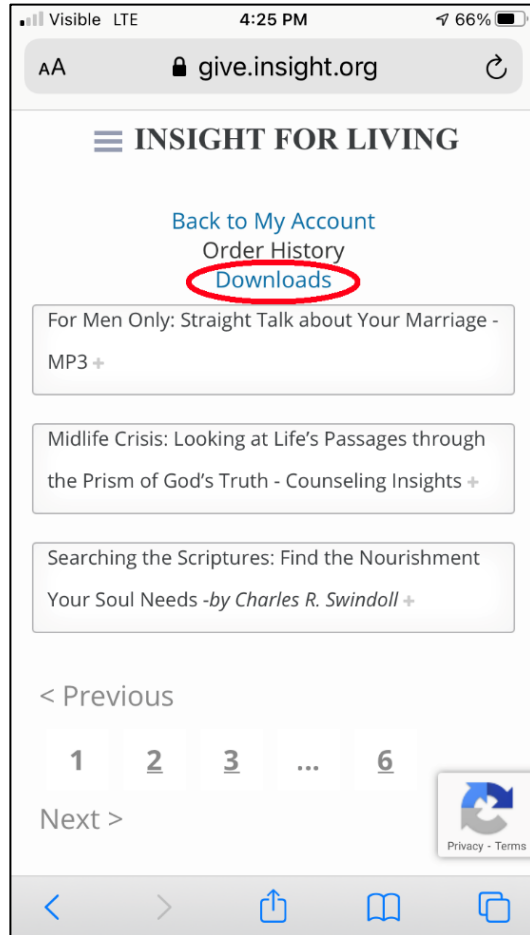 Visible LTE 4:25 PM 66%
AA give.insight.org
INSIGHT FOR LIVING
Back to My Account
Order History
Downloads
For Men Only: Straight Talk about Your Marriage -
MP3 +
Midlife Crisis: Looking at Life's Passages through
the Prism of God's Truth - Counseling Insights +
Searching the Scriptures: Find the Nourishment
Your Soul Needs -by Charles R. Swindoll +
< Previous
1 2 3 ... 6
Next >
Privacy - Terms